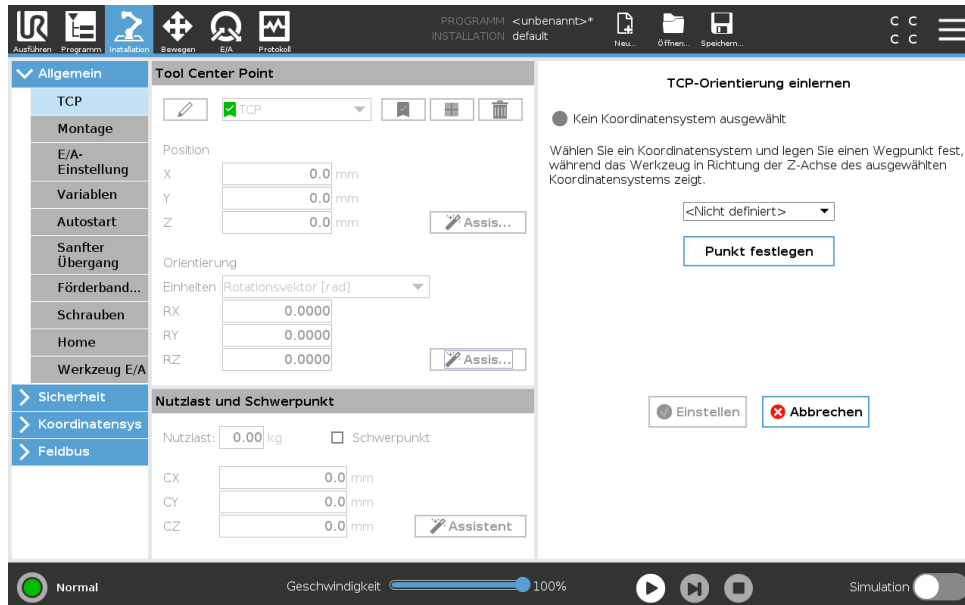 PROGRAMM <unbenannt>*
INSTALLATION default
UR
Ausführen Programm Installation Bewegen E/A Protokoll Neu... Öffnen... Speichern...
C C
C C
Allgemein
TCP
Montage
E/A-
Einstellung
Variablen
Autostart
Sanfter
Übergang
Förderband...
Schrauben
Home
Werkzeug E/A
Sicherheit
Koordinatensys
Feldbus
Tool Center Point
TCP
Position
X 0.0 mm
Y 0.0 mm
Z 0.0 mm Assis...
Orientierung
Einheiten Rotationsvektor [rad]
RX 0.0000
RY 0.0000
RZ 0.0000 Assis...
Nutzlast und Schwerpunkt
Nutzlast: 0.00 kg Schwerpunkt
CX 0.0 mm
CY 0.0 mm
CZ 0.0 mm Assistent
TCP-Orientierung einlernen
Kein Koordinatensystem ausgewählt
Wählen Sie ein Koordinatensystem und legen Sie einen Wegpunkt fest,
während das Werkzeug in Richtung der Z-Achse des ausgewählten
Koordinatensystems zeigt.
<Nicht definiert>
Punkt festlegen
Einstellen Abbrechen
Normal Geschwindigkeit 100% Simulation